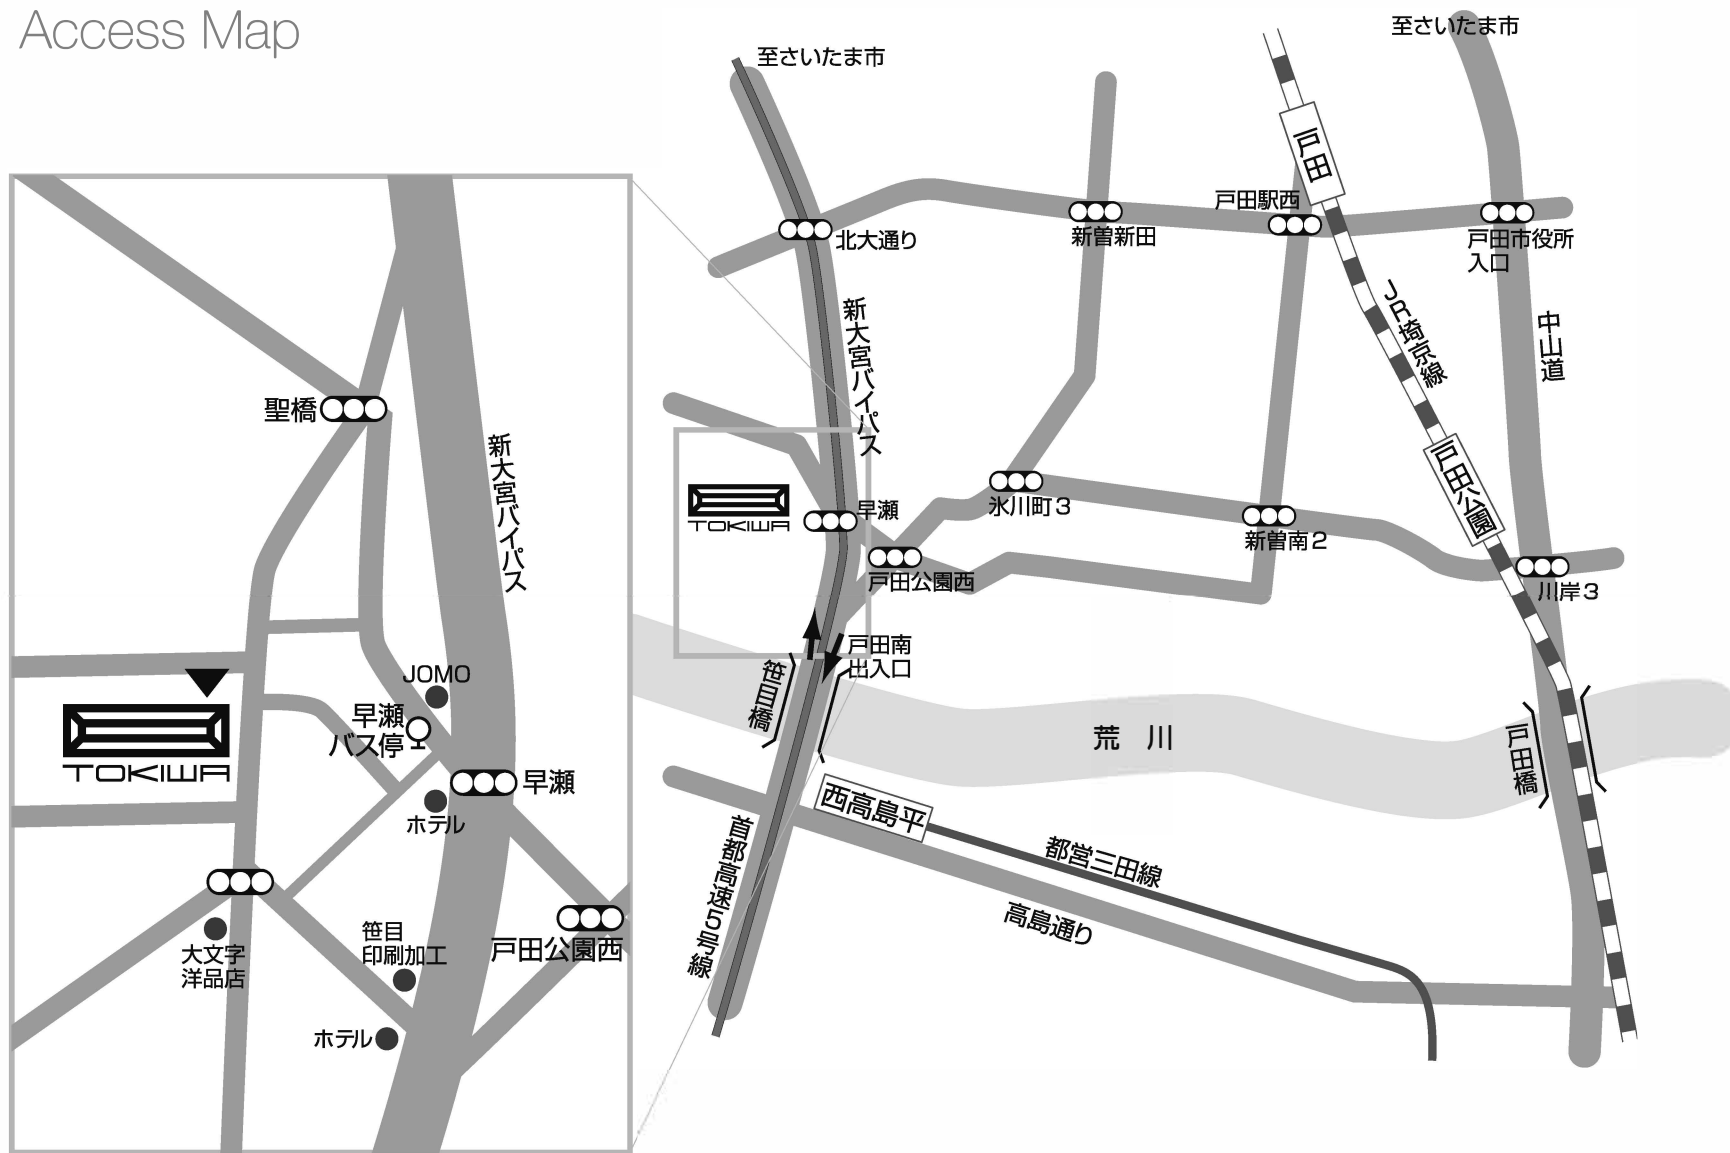 Access Map
至さいたま市
至さいたま市
戸田
戸田駅西
北大通り
新曽新田
戸田市役所
入口
新大宮バイパス
JR埼京線
中山道
戸田公園
TOKIWA
早瀬
氷川町3
新曽南2
戸田公園西
川岸3
戸田南
出入口
笹目橋
荒川
戸田橋
西高島平
都営三田線
高島通り
首都高速5号線
聖橋
新大宮バイパス
JOMO
早瀬
バス停
TOKIWA
早瀬
ホテル
大文字
洋品店
笹目
印刷加工
戸田公園西
ホテル